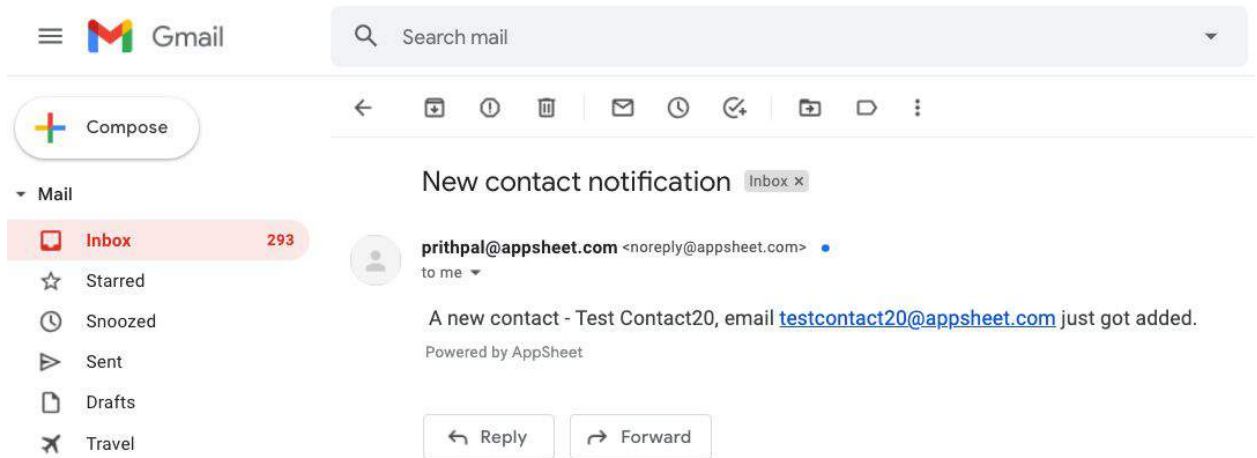 Gmail
Search mail
Compose
Mail
Inbox 293
Starred
Snoozed
Sent
Drafts
Travel
New contact notification Inbox x
prithpal@appsheet.com <noreply@appsheet.com>
to me
A new contact - Test Contact20, email testcontact20@appsheet.com just got added.
Powered by AppSheet
Reply Forward